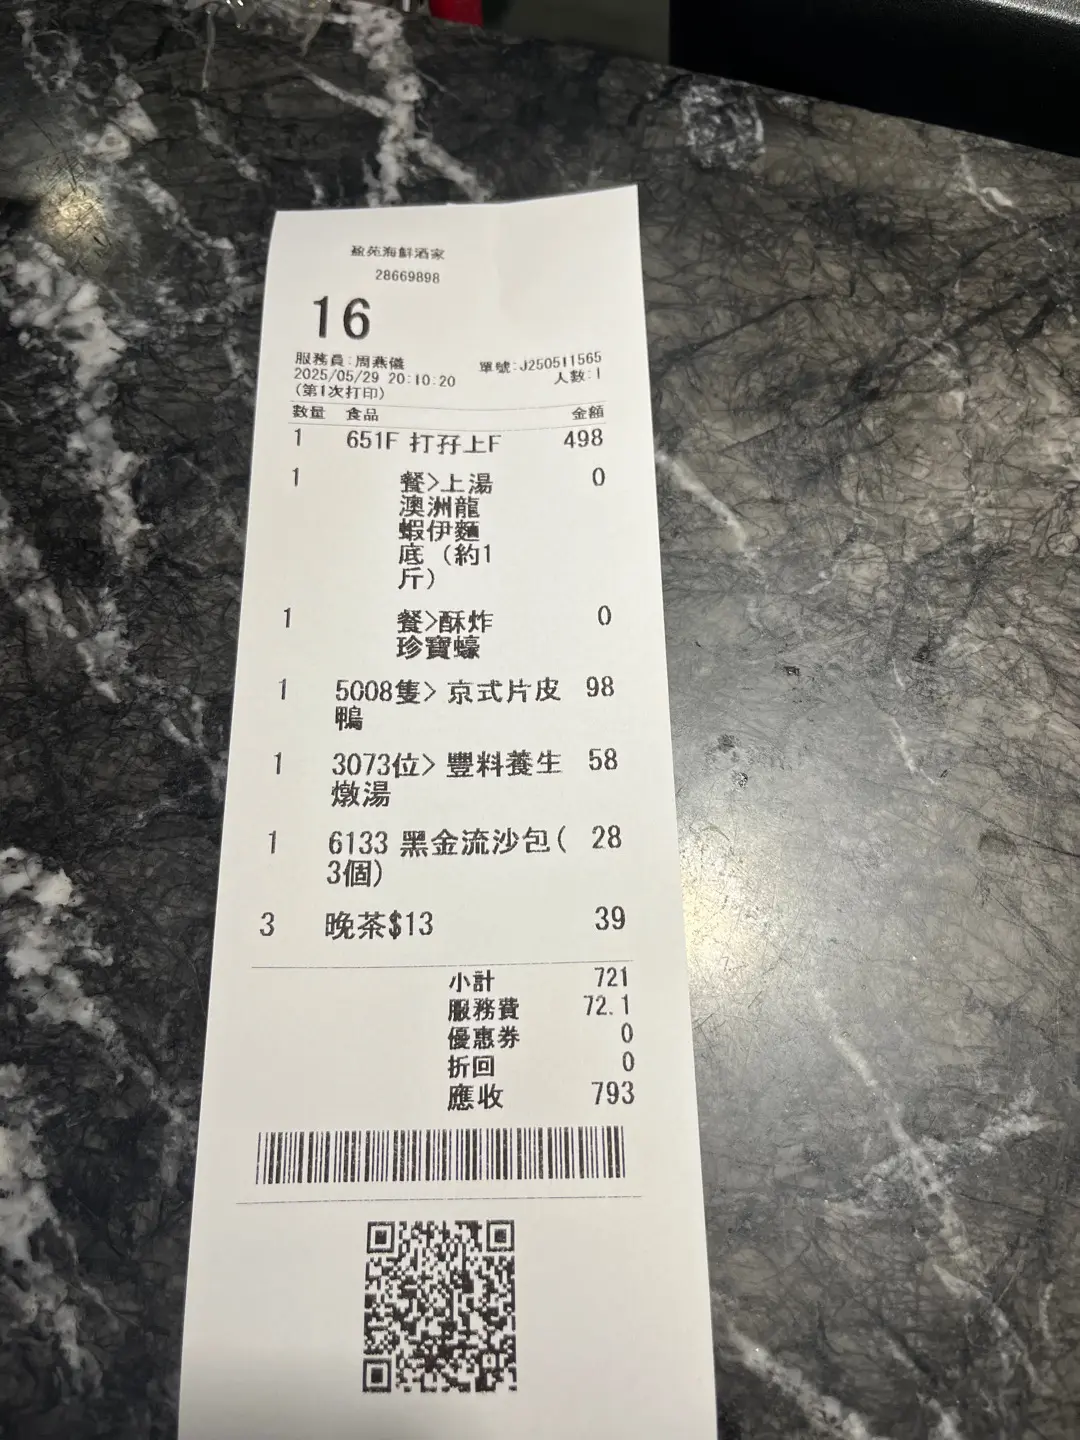 盈苑海鮮酒家
28669898
16
服務員:周燕儀 單號:J250511565
2025/05/29 20:10:20 人數:1
(第1次打印)
數量 食品 金額
1 651F 打孖上F 498
1 餐>上湯 0
澳洲龍
蝦伊麵
底（約1
斤）
1 餐>酥炸 0
珍寶蠔
1 5008隻> 京式片皮 98
鴨
1 3073位> 豐料養生 58
燉湯
1 6133 黑金流沙包( 28
3個)
3 晚茶$13 39
小計 721
服務費 72.1
優惠券 0
折回 0
應收 793